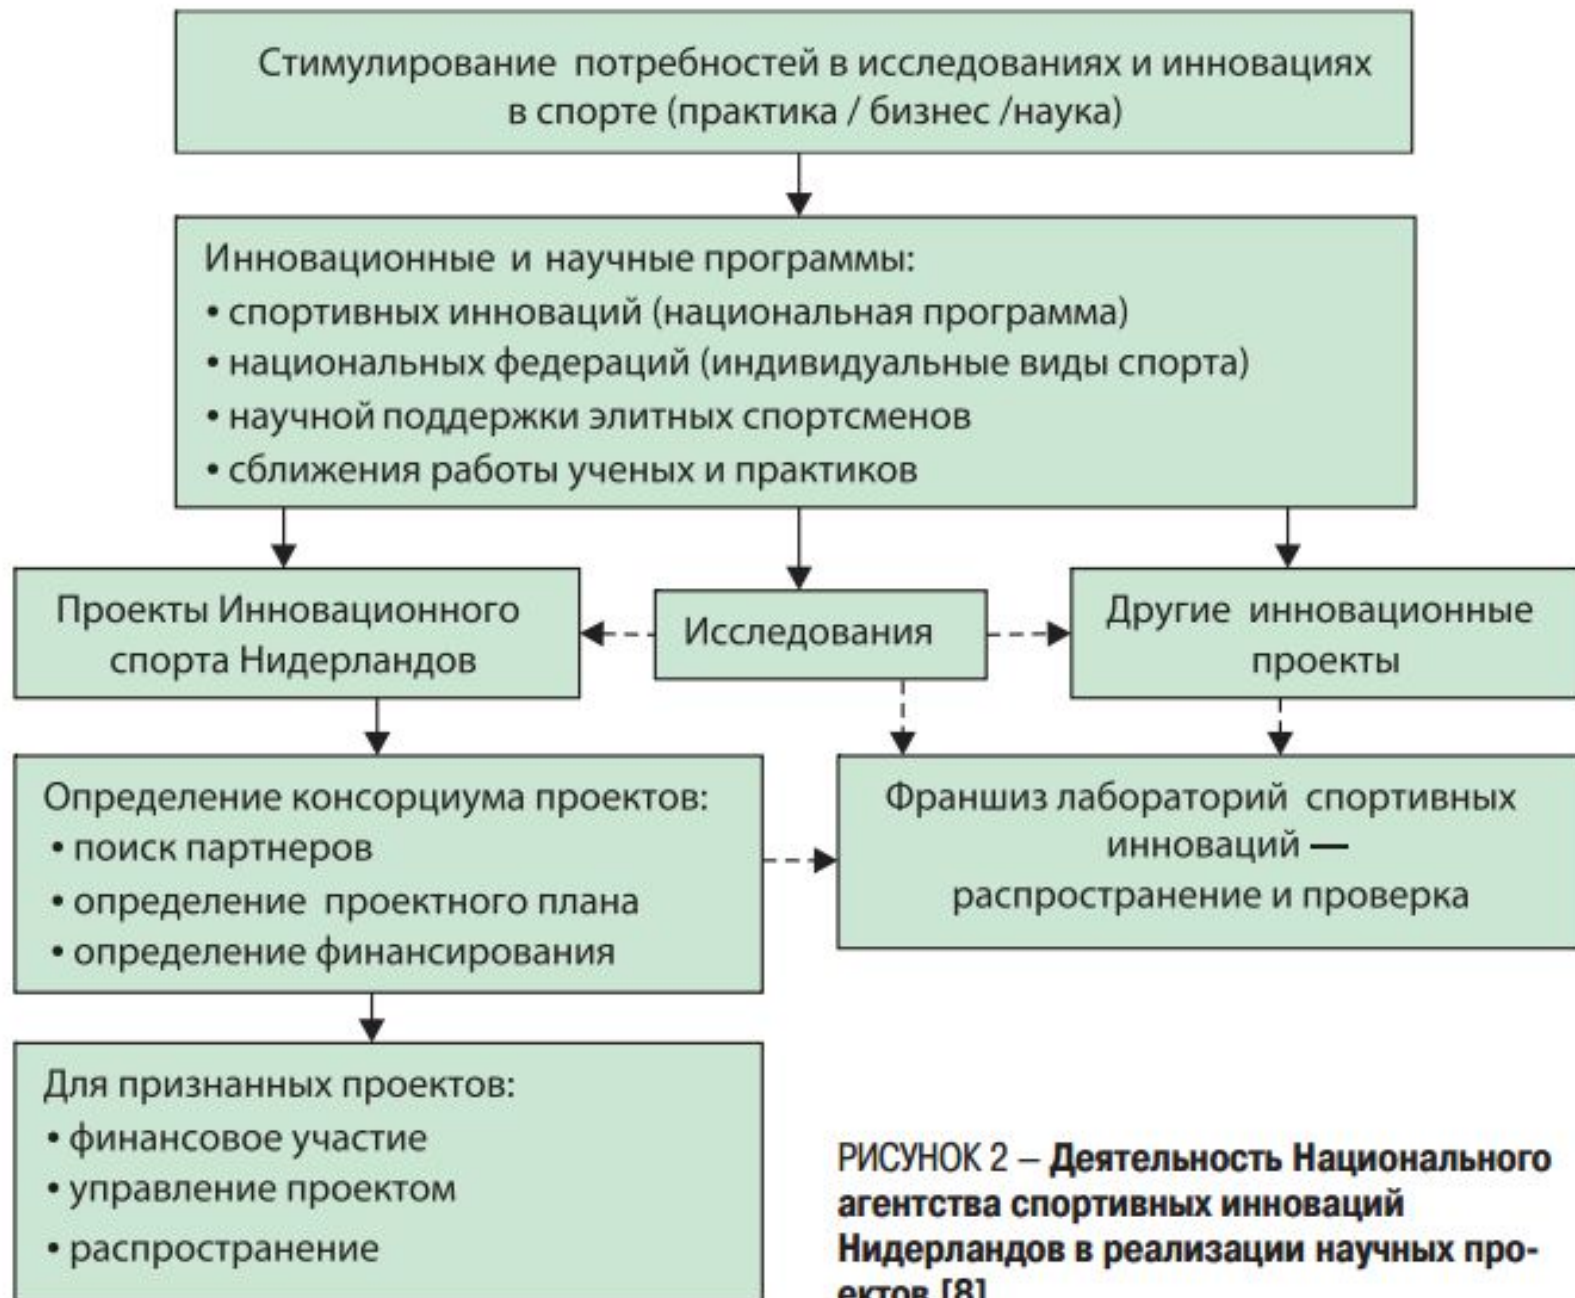 Стимулирование потребностей в исследованиях и инновациях
в спорте (практика / бизнес /наука)
Инновационные и научные программы:
• спортивных инноваций (национальная программа)
• национальных федераций (индивидуальные виды спорта)
• научной поддержки элитных спортсменов
• сближения работы ученых и практиков
Проекты Инновационного
спорта Нидерландов
Исследования
Другие инновационные
проекты
Определение консорциума проектов:
• поиск партнеров
• определение проектного плана
• определение финансирования
Франшиз лабораторий спортивных
инноваций —
распространение и проверка
Для признанных проектов:
• финансовое участие
• управление проектом
• распространение
РИСУНОК 2 – Деятельность Национального
агентства спортивных инноваций
Нидерландов в реализации научных про-
ектов [8]